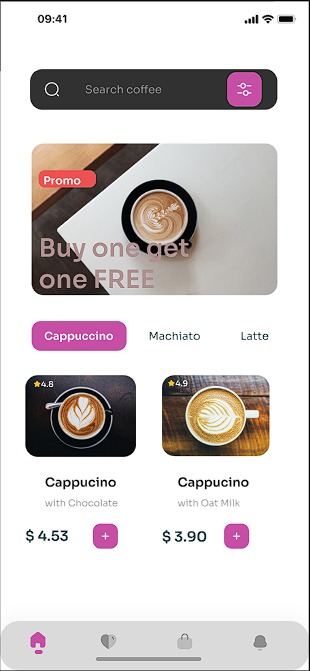 09:41
Search coffee
Promo
Buy one get
one FREE
Cappuccino Machiato Latte
4.8 4.9
Cappucino Cappucino
with Chocolate with Oat Milk
$ 4.53 + $ 3.90 +